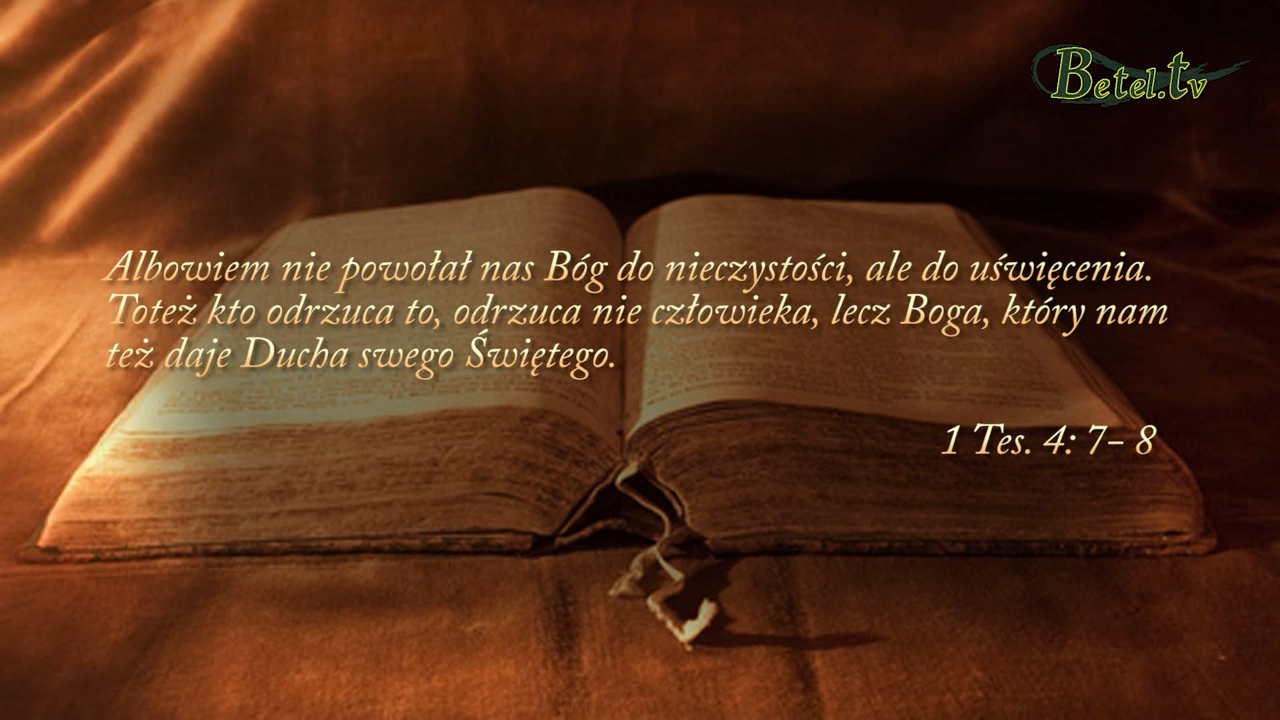 Betel.tv
Albowiem nie powołał nas Bóg do nieczystości, ale do uświęcenia.
Toteż kto odrzuca to, odrzuca nie człowieka, lecz Boga, który nam
też daje Ducha swego Świętego.
1 Tes. 4: 7– 8